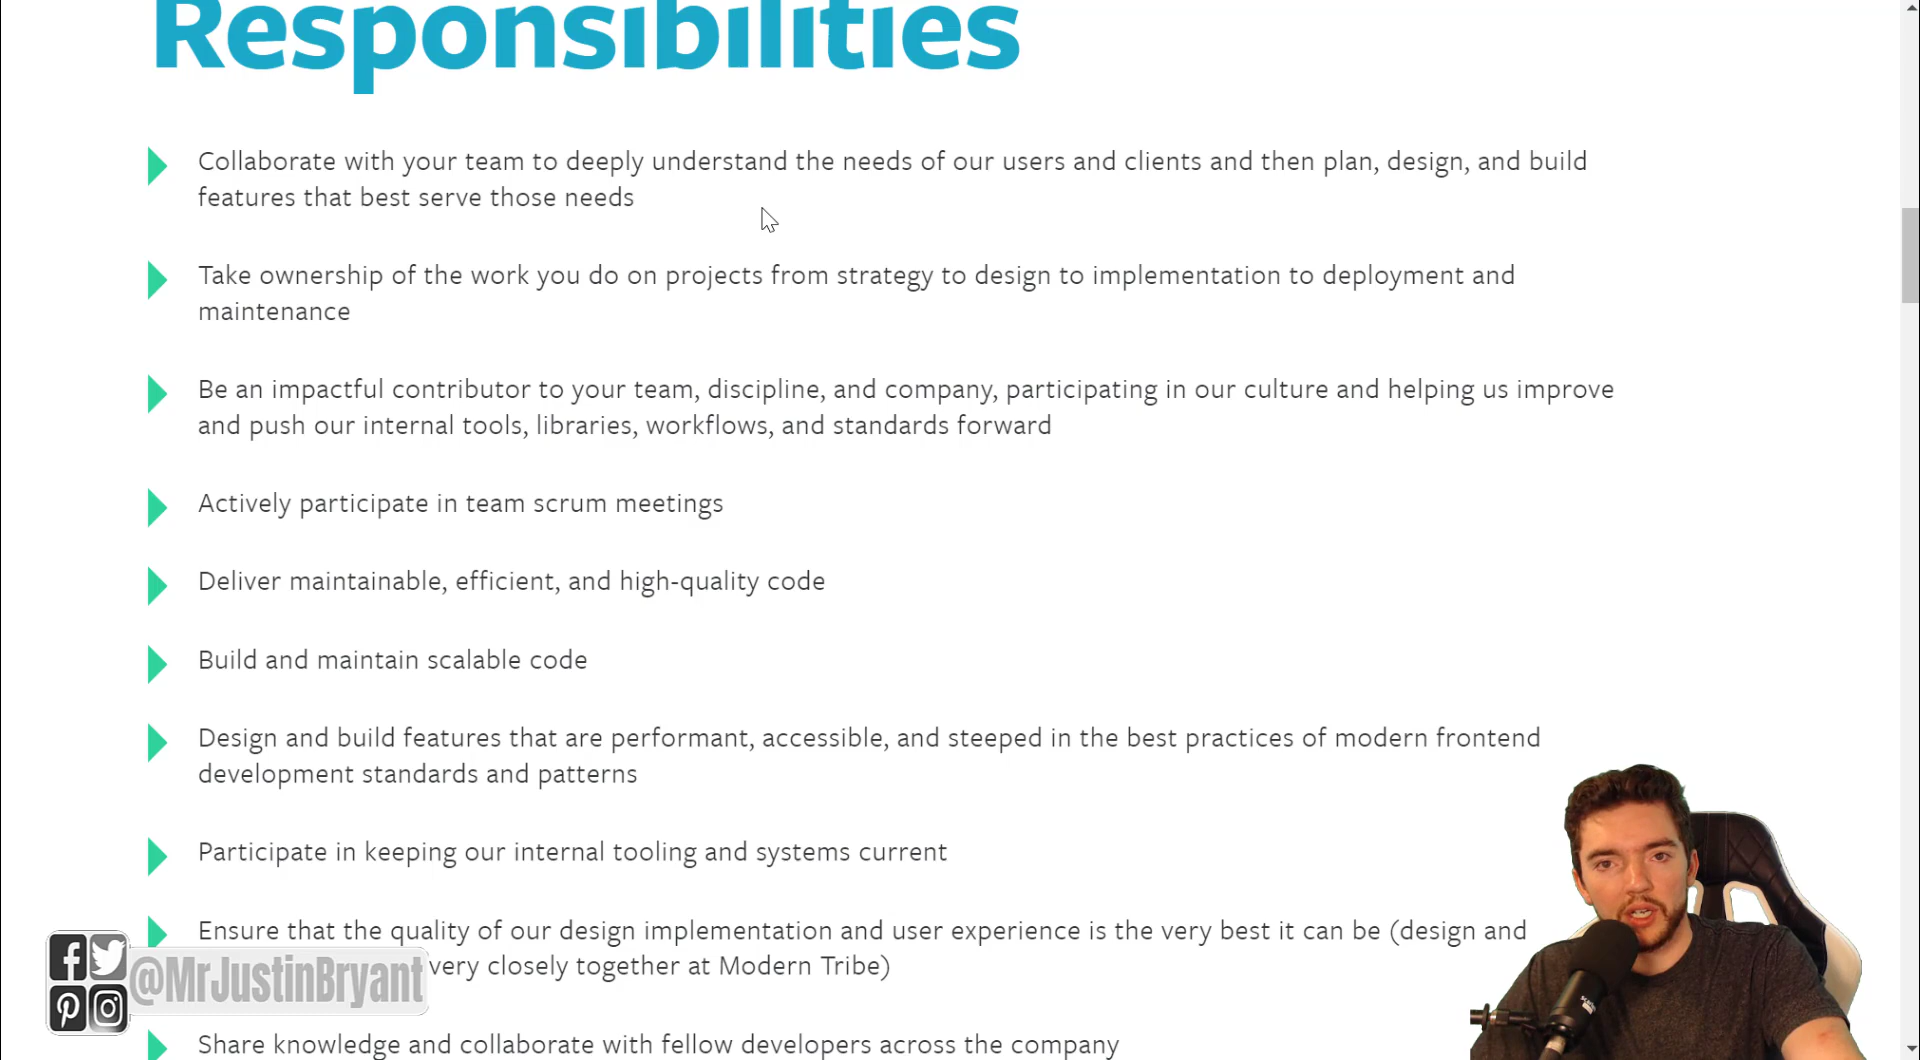 Responsibilities
Collaborate with your team to deeply understand the needs of our users and clients and then plan, design, and build
features that best serve those needs
Take ownership of the work you do on projects from strategy to design to implementation to deployment and
maintenance
Be an impactful contributor to your team, discipline, and company, participating in our culture and helping us improve
and push our internal tools, libraries, workflows, and standards forward
Actively participate in team scrum meetings
Deliver maintainable, efficient, and high-quality code
Build and maintain scalable code
Design and build features that are performant, accessible, and steeped in the best practices of modern frontend
development standards and patterns
Participate in keeping our internal tooling and systems current
Ensure that the quality of our design implementation and user experience is the very best it can be (design and
very closely together at Modern Tribe)
@MrJustinBryant
Share knowledge and collaborate with fellow developers across the company